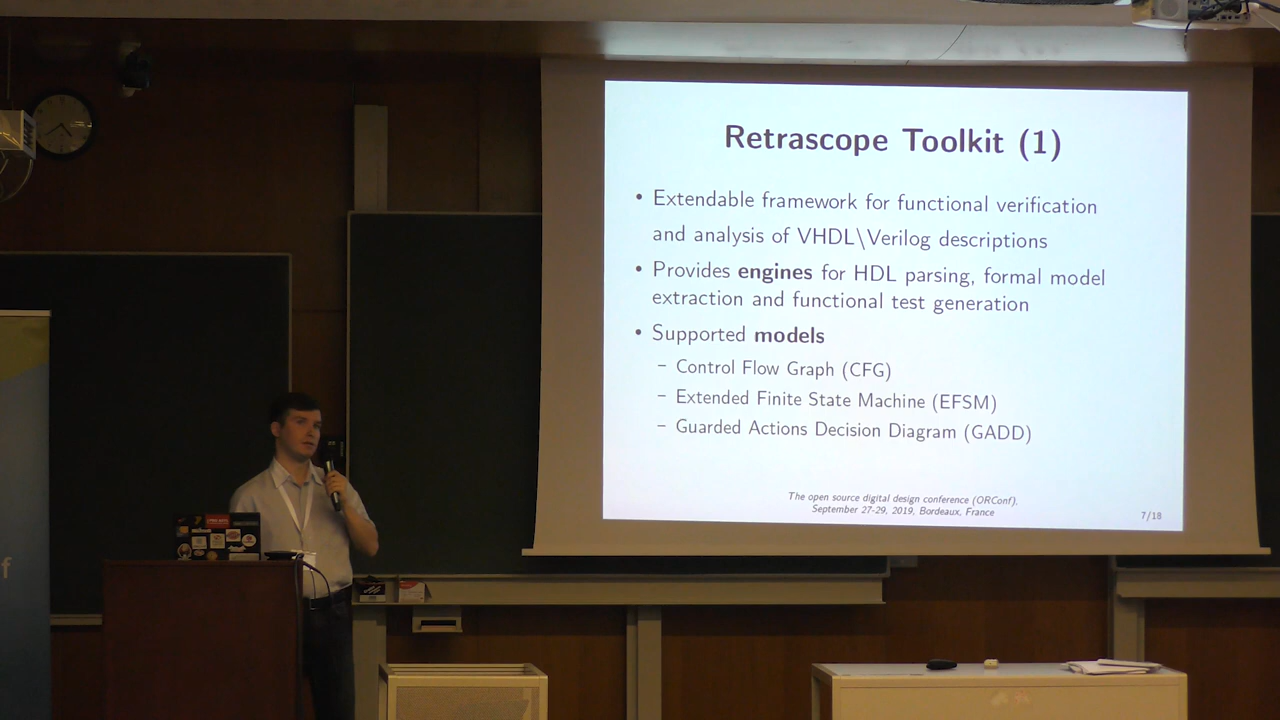 Retrascope Toolkit (1)
• Extendable framework for functional verification
and analysis of VHDL\Verilog descriptions
• Provides engines for HDL parsing, formal model
extraction and functional test generation
• Supported models
– Control Flow Graph (CFG)
– Extended Finite State Machine (EFSM)
– Guarded Actions Decision Diagram (GADD)
The open source digital design conference (ORConf).
September 27-29, 2019, Bordeaux, France
7/18
f